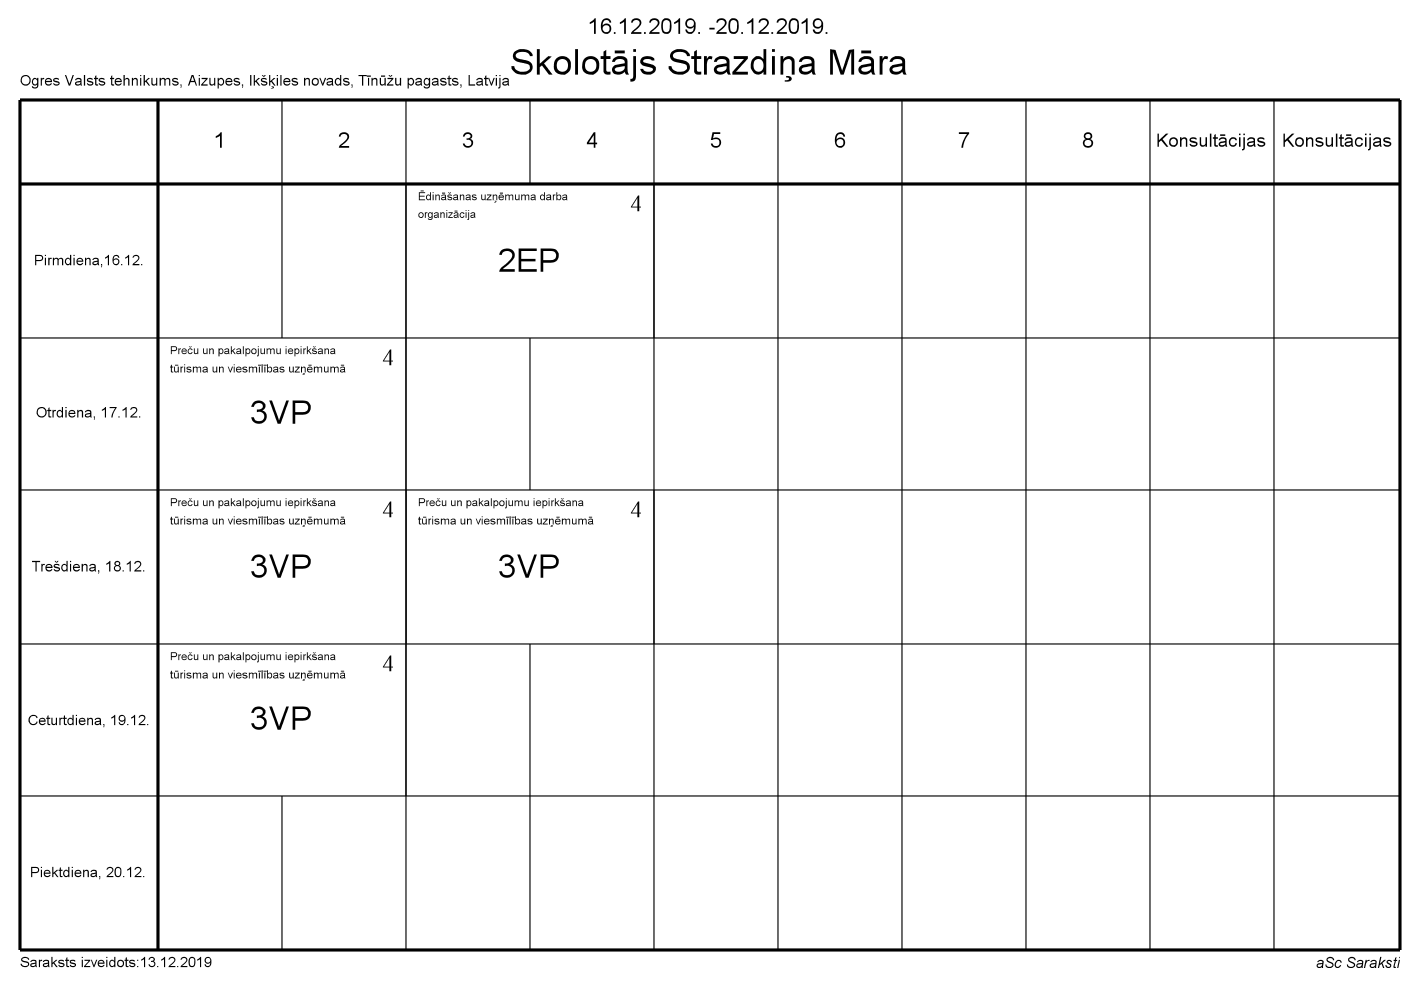 16.12.2019. -20.12.2019.
Skolotājs Strazdiņa Māra
Ogres Valsts tehnikums, Aizupes, Ikšķiles novads, Tīnūžu pagasts, Latvija
1 2 3 4 5 6 7 8 Konsultācijas Konsultācijas
Pirmdiena,16.12.
Ēdināšanas uzņēmuma darba
organizācija
4
2EP
Otrdiena, 17.12.
Preču un pakalpojumu iepirkšana
tūrisma un viesmīlības uzņēmumā
4
3VP
Trešdiena, 18.12.
Preču un pakalpojumu iepirkšana
tūrisma un viesmīlības uzņēmumā
4
3VP
Preču un pakalpojumu iepirkšana
tūrisma un viesmīlības uzņēmumā
4
3VP
Ceturtdiena, 19.12.
Preču un pakalpojumu iepirkšana
tūrisma un viesmīlības uzņēmumā
4
3VP
Piektdiena, 20.12.
Saraksts izveidots:13.12.2019
aSc Saraksti